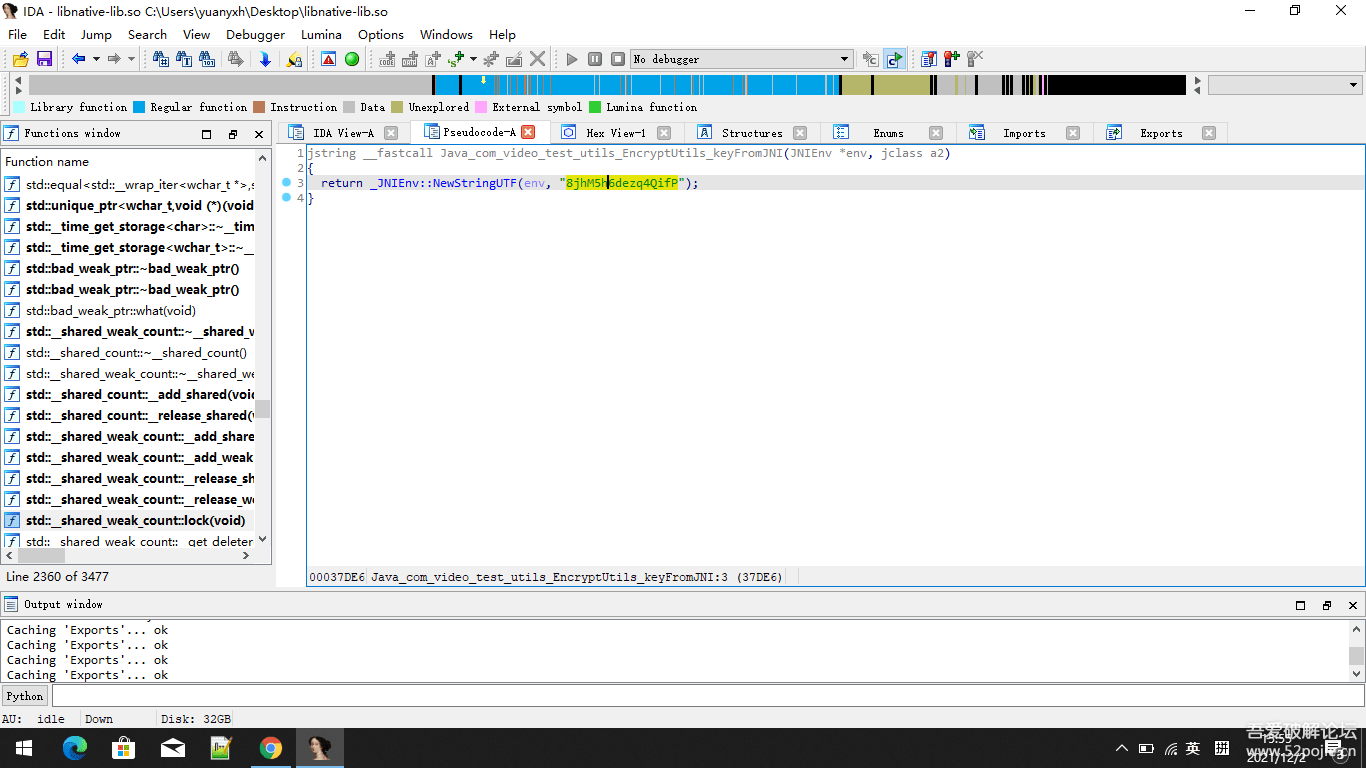 IDA - libnative-lib.so C:\Users\yuanyxh\Desktop\libnative-lib.so
File Edit Jump Search View Debugger Lumina Options Windows Help
No debugger
Library function Regular function Instruction Data Unexplored External symbol Lumina function
Functions window
IDA View-A Pseudocode-A Hex View-1 Structures Enums Imports Exports
Function name
std::equal<std::__wrap_iter<wchar_t *>,s
std::unique_ptr<wchar_t,void (*)(void
std::__time_get_storage<char>::~__tim
std::__time_get_storage<wchar_t>::~__
std::bad_weak_ptr::~bad_weak_ptr()
std::bad_weak_ptr::~bad_weak_ptr()
std::bad_weak_ptr::what(void)
std::__shared_weak_count::~__shared_w
std::__shared_count::~__shared_count()
std::__shared_weak_count::~__shared_we
std::__shared_count::__add_shared(void
std::__shared_count::__release_shared(v
std::__shared_weak_count::__add_share
std::__shared_weak_count::__add_weak
std::__shared_weak_count::__release_sh
std::__shared_weak_count::__release_we
std::__shared_weak_count::lock(void)
std::__shared_weak_count::__get_deleter
Line 2360 of 3477
1 jstring __fastcall Java_com_video_test_utils_EncryptUtils_keyFromJNI(JNIEnv *env, jclass a2)
2 {
3 return _JNIEnv::NewStringUTF(env, "8jhM5h6dezq4QifP");
4 }
00037DE6 Java_com_video_test_utils_EncryptUtils_keyFromJNI:3 (37DE6)
Output window
Caching 'Exports'... ok
Caching 'Exports'... ok
Caching 'Exports'... ok
Caching 'Exports'... ok
Python
AU: idle Down Disk: 32GB
英 拼
吾爱破解论坛
www.52pojie.cn
2021/12/2
3